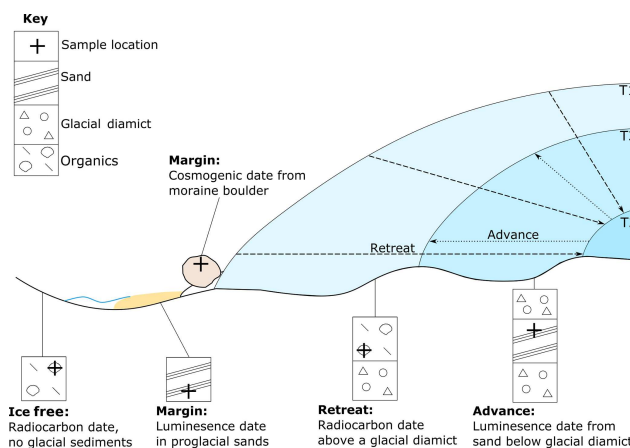 Key
Sample location
Sand
Glacial diamict
Organics
Margin:
Cosmogenic date from
moraine boulder
Advance
Retreat
Ice free:
Radiocarbon date,
no glacial sediments
Margin:
Luminesence date
in proglacial sands
Retreat:
Radiocarbon date
above a glacial diamict
Advance:
Luminesence date from
sand below glacial diamict